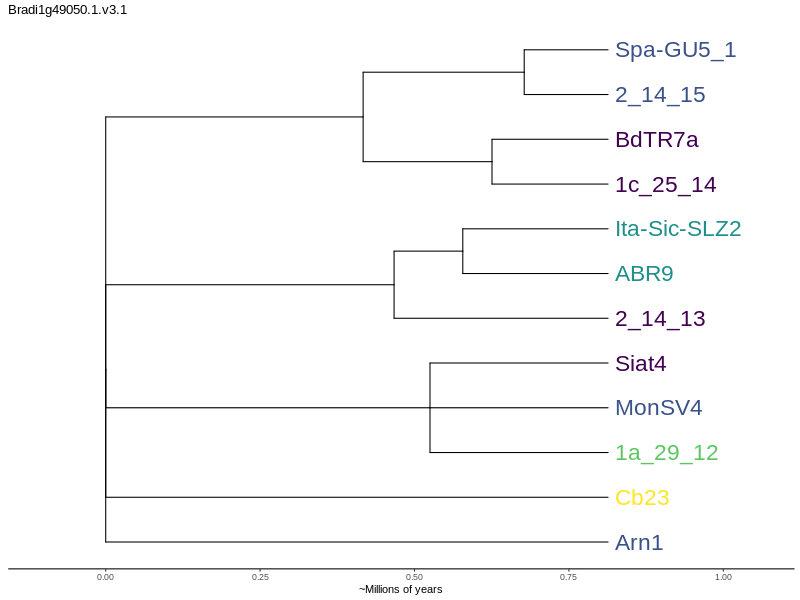 Bradi1g49050.1.v3.1
Spa-GU5_1
2_14_15
BdTR7a
1c_25_14
Ita-Sic-SLZ2
ABR9
2_14_13
Siat4
MonSV4
1a_29_12
Cb23
Arn1
0.00 0.25 0.50 0.75 1.00
~Millions of years